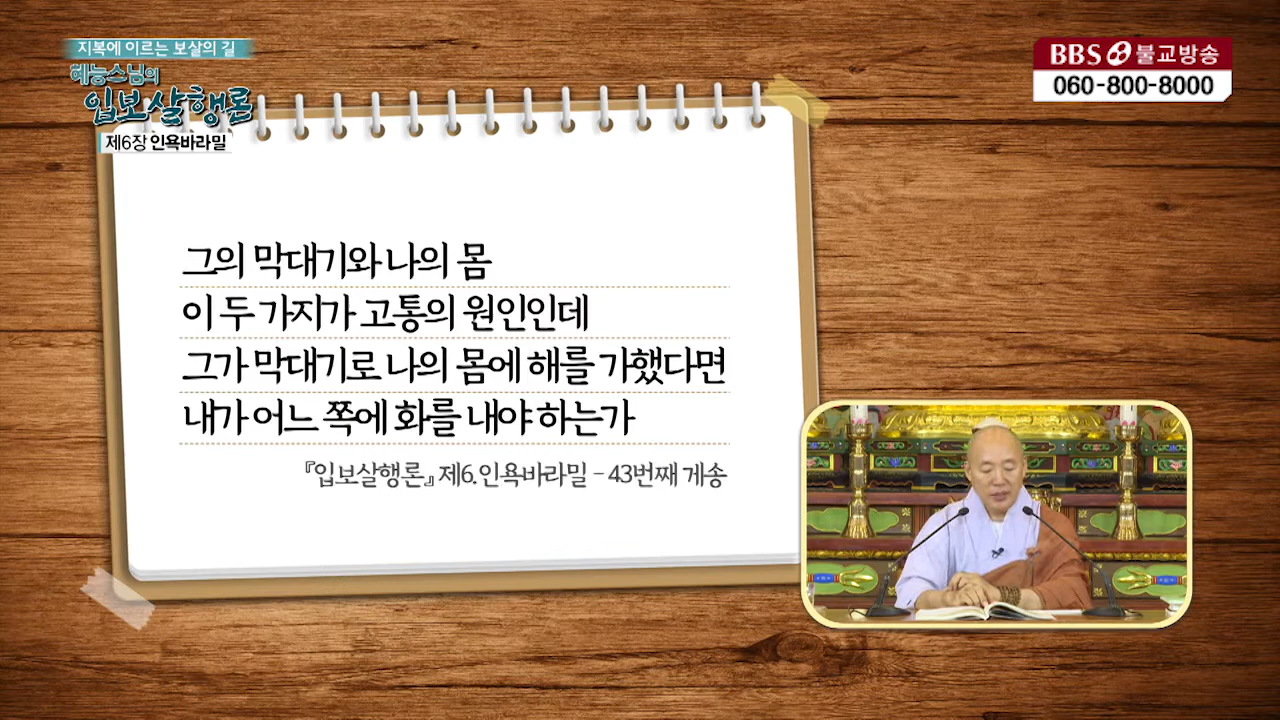 지복에 이르는 보살의 길
혜능스님의
입보살행론
제6장 인욕바라밀
BBS 불교방송
060-800-8000
그의 막대기와 나의 몸
이 두 가지가 고통의 원인인데
그가 막대기로 나의 몸에 해를 가했다면
내가 어느 쪽에 화를 내야 하는가
『입보살행론』 제6. 인욕바라밀 - 43번째 게송